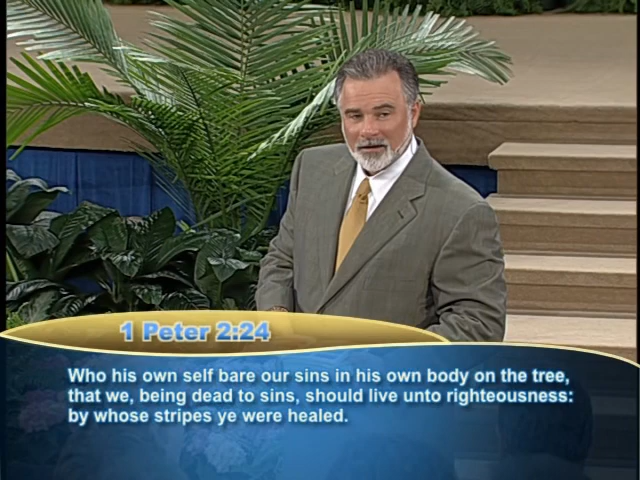 1 Peter 2:24
Who his own self bare our sins in his own body on the tree,
that we, being dead to sins, should live unto righteousness:
by whose stripes ye were healed.